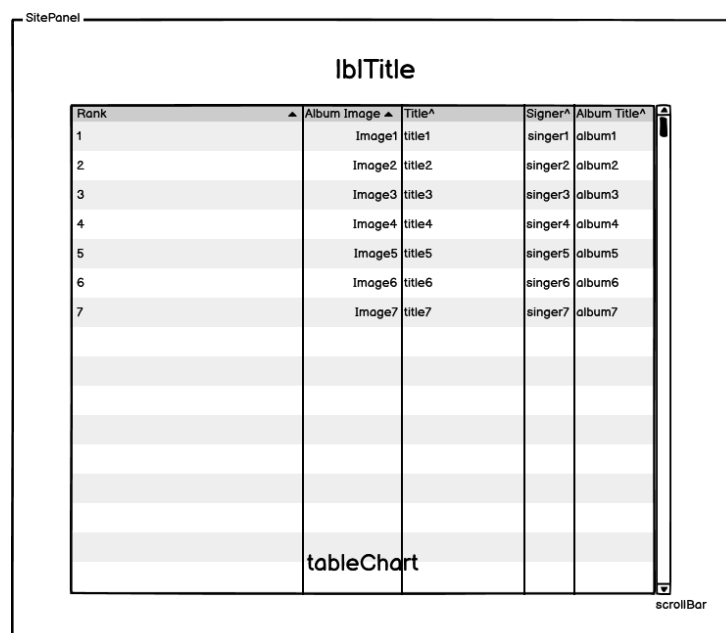 SitePanel
lblTitle
Rank Album Image Title^ Signer^ Album Title^
1 Image1 title1 singer1 album1
2 Image2 title2 singer2 album2
3 Image3 title3 singer3 album3
4 Image4 title4 singer4 album4
5 Image5 title5 singer5 album5
6 Image6 title6 singer6 album6
7 Image7 title7 singer7 album7
tableChart
scrollBar